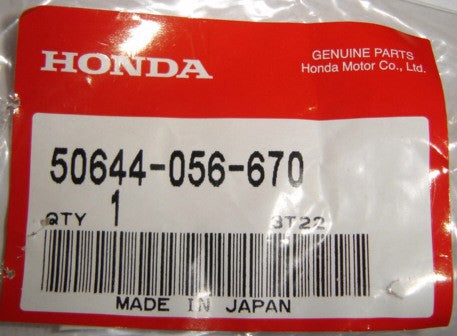 HONDA
GENUINE PARTS
Honda Motor Co., Ltd.
50644-056-670
QTY 1 3T22
MADE IN JAPAN